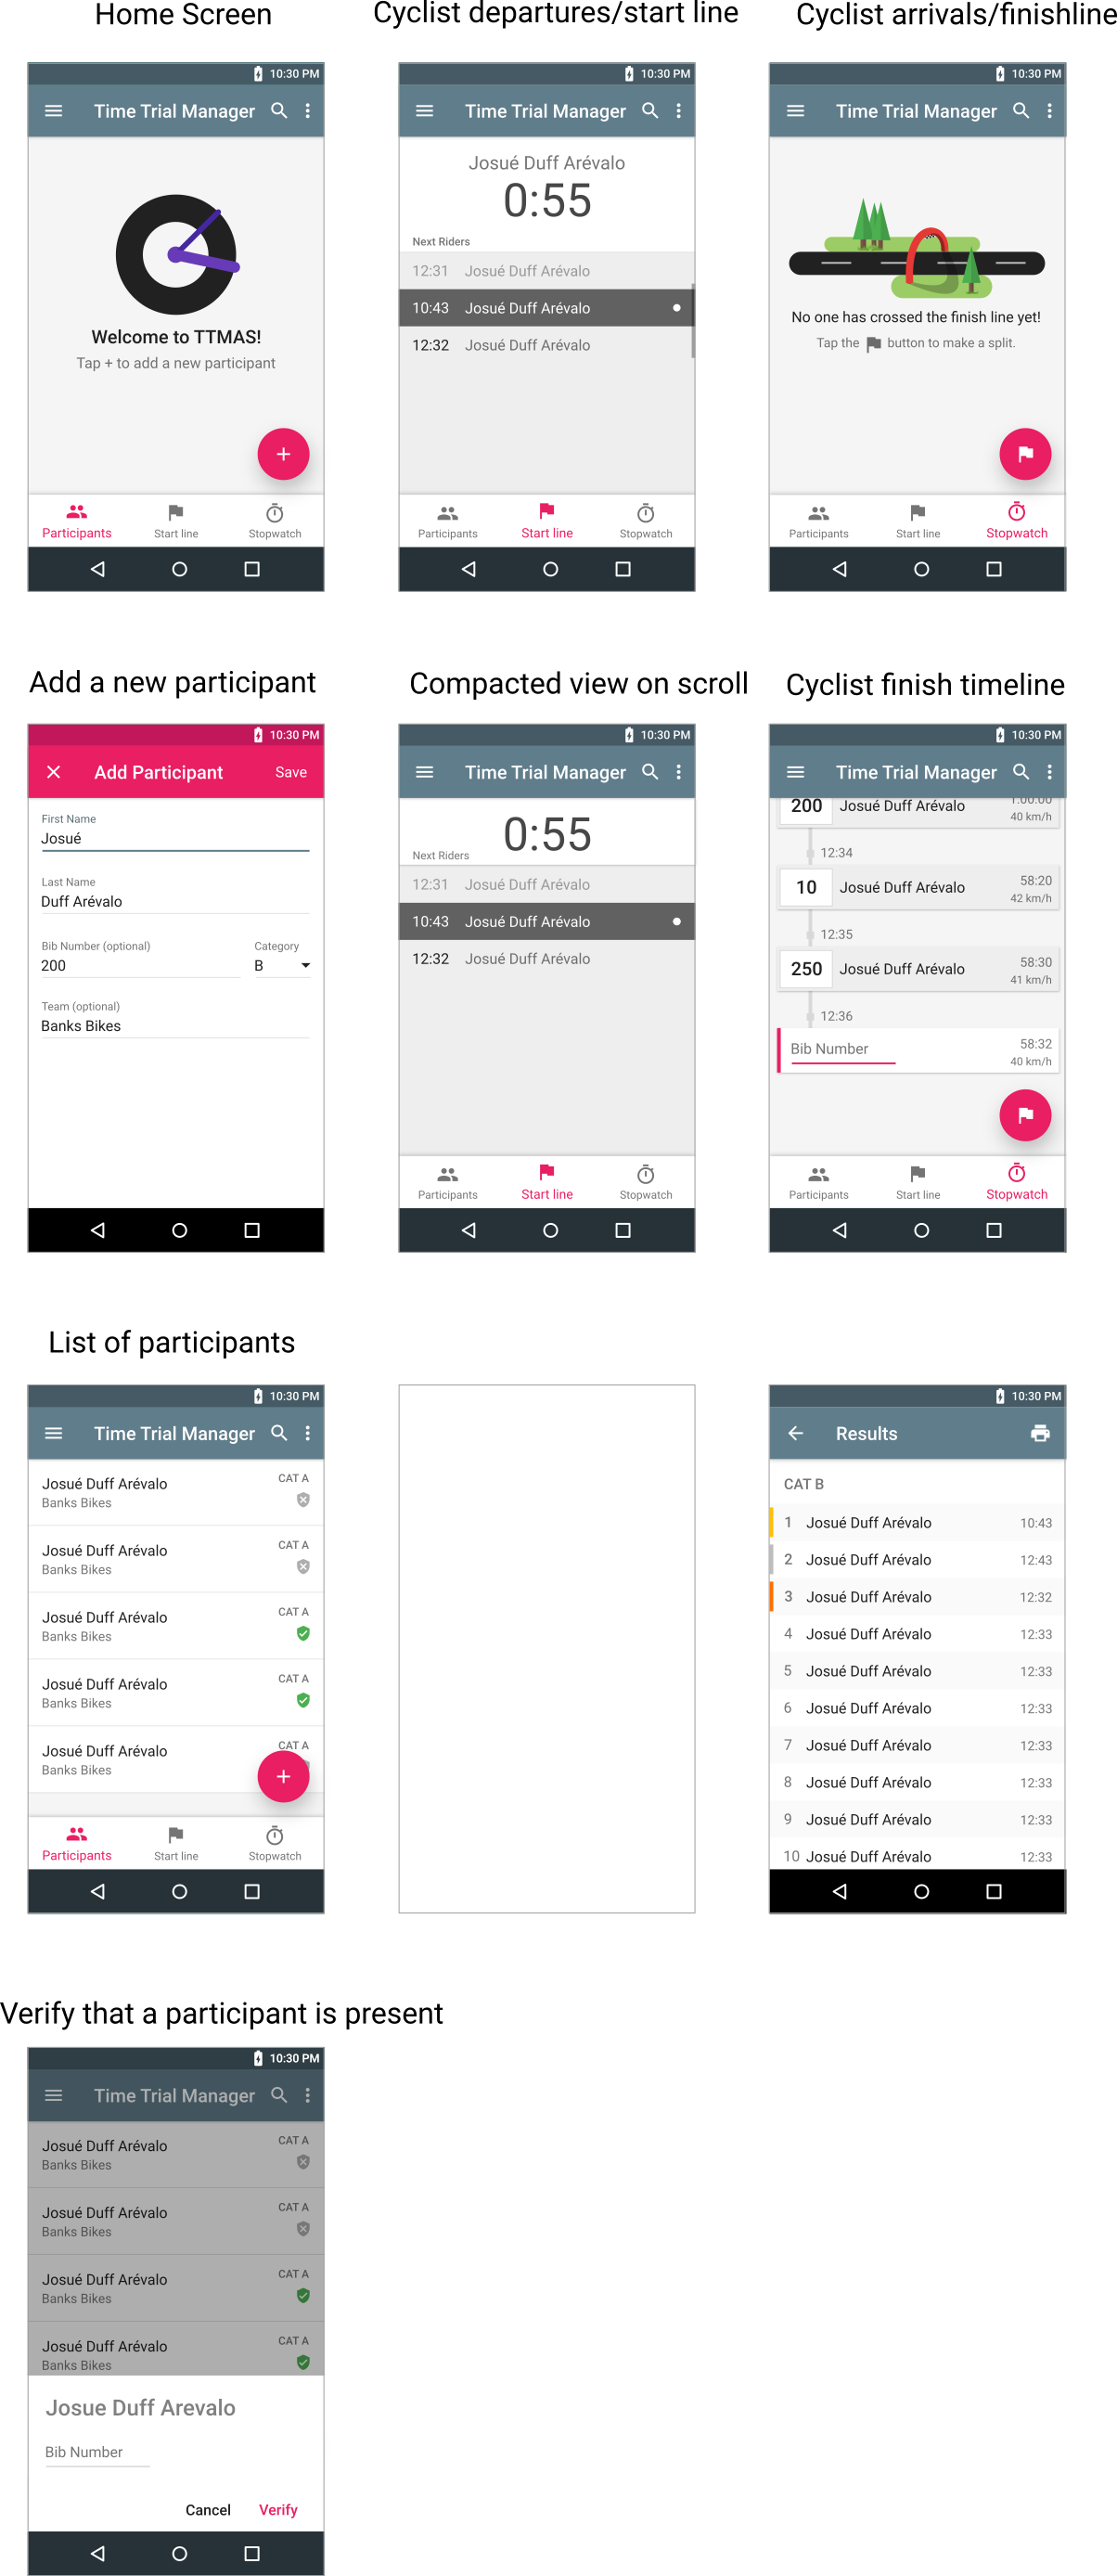 Home Screen
10:30 PM
Time Trial Manager
Welcome to TTMAS!
Tap + to add a new participant
Participants Start line Stopwatch
Cyclist departures/start line
10:30 PM
Time Trial Manager
Josué Duff Arévalo
0:55
Next Riders
12:31 Josué Duff Arévalo
10:43 Josué Duff Arévalo
12:32 Josué Duff Arévalo
Participants Start line Stopwatch
Cyclist arrivals/finishline
10:30 PM
Time Trial Manager
No one has crossed the finish line yet!
Tap the button to make a split.
Participants Start line Stopwatch
Add a new participant
10:30 PM
Add Participant Save
First Name
Josué
Last Name
Duff Arévalo
Bib Number (optional) Category
200 B
Team (optional)
Banks Bikes
Compacted view on scroll
10:30 PM
Time Trial Manager
0:55
Next Riders
12:31 Josué Duff Arévalo
10:43 Josué Duff Arévalo
12:32 Josué Duff Arévalo
Participants Start line Stopwatch
Cyclist finish timeline
10:30 PM
Time Trial Manager
1:00:00
200 Josué Duff Arévalo
40 km/h
12:34
58:20
10 Josué Duff Arévalo
42 km/h
12:35
58:30
250 Josué Duff Arévalo
41 km/h
12:36
58:32
Bib Number
40 km/h
Participants Start line Stopwatch
List of participants
10:30 PM
Time Trial Manager
Josué Duff Arévalo CAT A
Banks Bikes
Josué Duff Arévalo CAT A
Banks Bikes
Josué Duff Arévalo CAT A
Banks Bikes
Josué Duff Arévalo CAT A
Banks Bikes
Josué Duff Arévalo CAT A
Banks Bikes
Participants Start line Stopwatch
10:30 PM
Results
CAT B
1 Josué Duff Arévalo 10:43
2 Josué Duff Arévalo 12:43
3 Josué Duff Arévalo 12:32
4 Josué Duff Arévalo 12:33
5 Josué Duff Arévalo 12:33
6 Josué Duff Arévalo 12:33
7 Josué Duff Arévalo 12:33
8 Josué Duff Arévalo 12:33
9 Josué Duff Arévalo 12:33
10 Josué Duff Arévalo 12:33
Verify that a participant is present
10:30 PM
Time Trial Manager
Josué Duff Arévalo CAT A
Banks Bikes
Josué Duff Arévalo CAT A
Banks Bikes
Josué Duff Arévalo CAT A
Banks Bikes
Josué Duff Arévalo CAT A
Banks Bikes
Josue Duff Arevalo
Bib Number
Cancel Verify